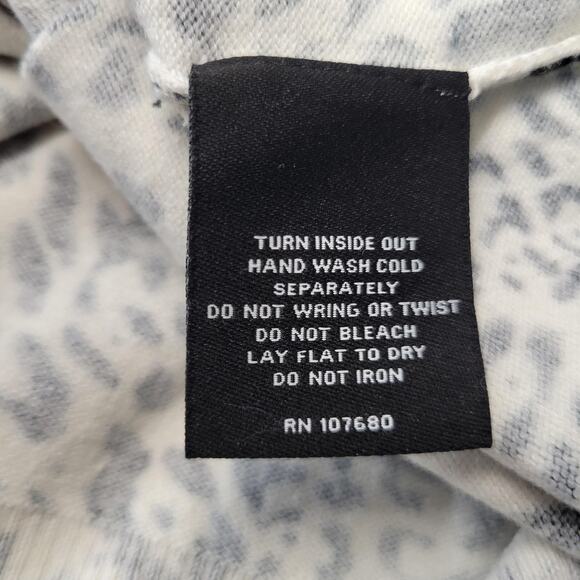 TURN INSIDE OUT
HAND WASH COLD
SEPARATELY
DO NOT WRING OR TWIST
DO NOT BLEACH
LAY FLAT TO DRY
DO NOT IRON
RN 107680